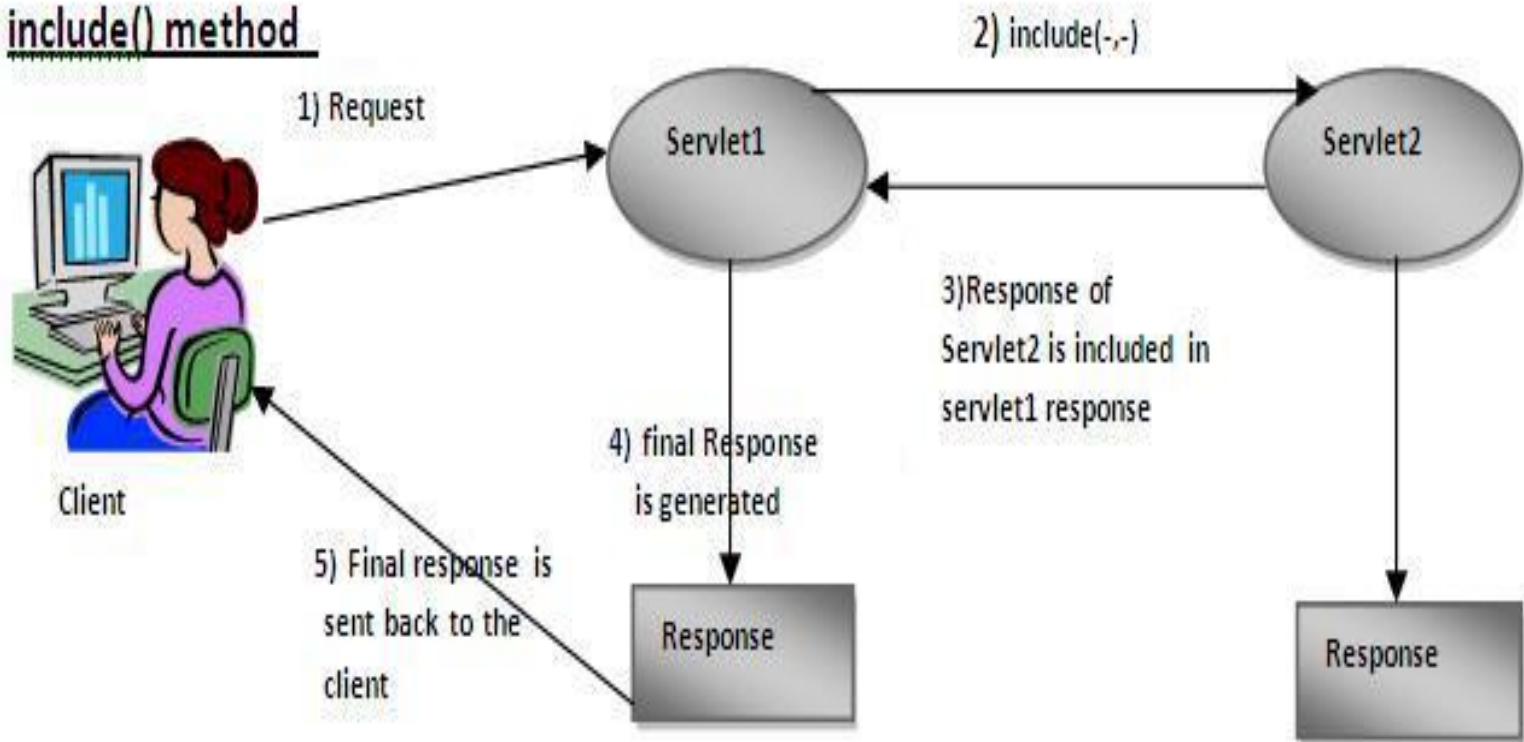 include() method
2) include(-,-)
1) Request
Servlet1
Servlet2
3)Response of
Servlet2 is included in
servlet1 response
4) final Response
is generated
Client
5) Final response is
sent back to the
client
Response
Response